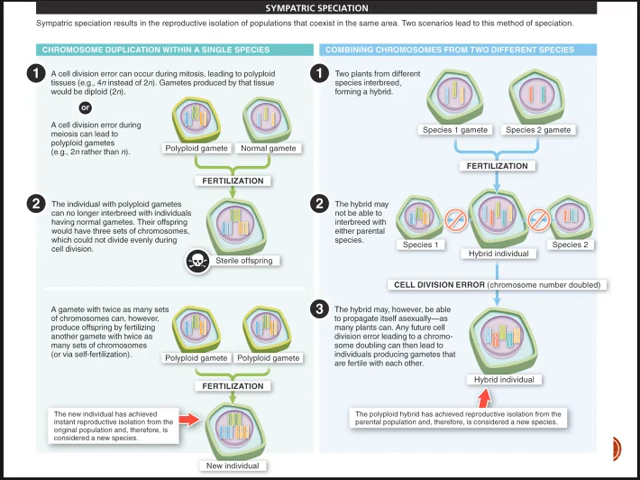 SYMPATRIC SPECIATION
Sympatric speciation results in the reproductive isolation of populations that coexist in the same area. Two scenarios lead to this method of speciation.
CHROMOSOME DUPLICATION WITHIN A SINGLE SPECIES
1
A cell division error can occur during mitosis, leading to polyploid
tissues (e.g., 4n instead of 2n). Gametes produced by that tissue
would be diploid (2n).
or
A cell division error during
meiosis can lead to
polyploid gametes
(e.g., 2n rather than n).
Polyploid gamete
Normal gamete
FERTILIZATION
2
The individual with polyploid gametes
can no longer interbreed with individuals
having normal gametes. Their offspring
would have three sets of chromosomes,
which could not divide evenly during
cell division.
Sterile offspring
A gamete with twice as many sets
of chromosomes can, however,
produce offspring by fertilizing
another gamete with twice as
many sets of chromosomes
(or via self-fertilization).
Polyploid gamete
Polyploid gamete
FERTILIZATION
The new individual has achieved
instant reproductive isolation from the
original population and, therefore, is
considered a new species.
New individual
COMBINING CHROMOSOMES FROM TWO DIFFERENT SPECIES
1
Two plants from different
species interbreed,
forming a hybrid.
Species 1 gamete
Species 2 gamete
FERTILIZATION
2
The hybrid may
not be able to
interbreed with
either parental
species.
Species 1
Hybrid individual
Species 2
CELL DIVISION ERROR (chromosome number doubled)
3
The hybrid may, however, be able
to propagate itself asexually—as
many plants can. Any future cell
division error leading to a chromo-
some doubling can then lead to
individuals producing gametes that
are fertile with each other.
Hybrid individual
The polyploid hybrid has achieved reproductive isolation from the
parental population and, therefore, is considered a new species.